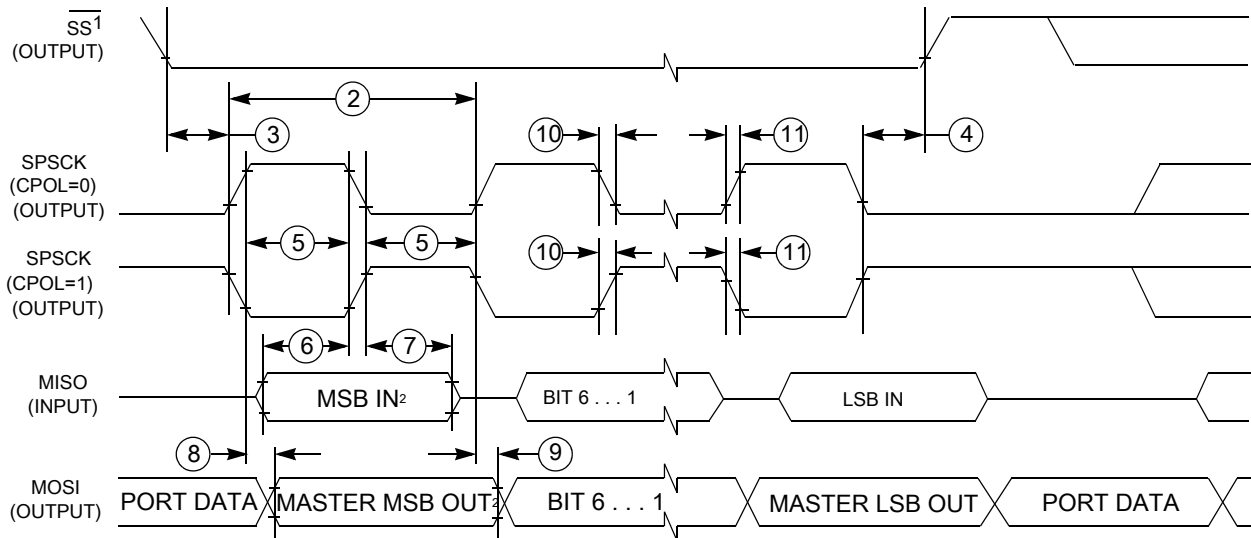 SS1
(OUTPUT)
2
3
10
11
4
SPSCK
(CPOL=0)
(OUTPUT)
5
5
SPSCK
(CPOL=1)
(OUTPUT)
10
11
6
7
MISO
(INPUT)
MSB IN2
BIT 6 . . . 1
LSB IN
8
9
MOSI
(OUTPUT)
PORT DATA
MASTER MSB OUT2
BIT 6 . . . 1
MASTER LSB OUT
PORT DATA